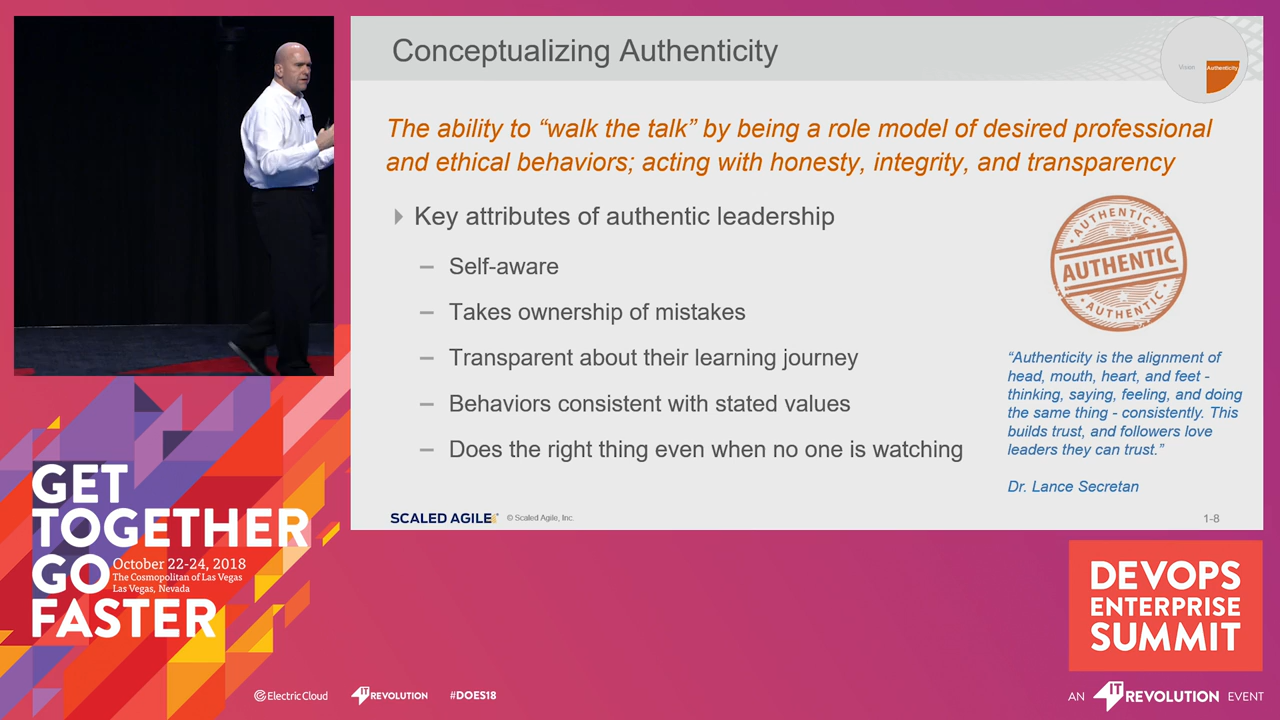 Conceptualizing Authenticity
Vision
Authenticity
The ability to “walk the talk” by being a role model of desired professional
and ethical behaviors; acting with honesty, integrity, and transparency
Key attributes of authentic leadership
– Self-aware
– Takes ownership of mistakes
– Transparent about their learning journey
– Behaviors consistent with stated values
– Does the right thing even when no one is watching
AUTHENTIC
AUTHENTIC
AUTHENTIC
“Authenticity is the alignment of
head, mouth, heart, and feet -
thinking, saying, feeling, and doing
the same thing - consistently. This
builds trust, and followers love
leaders they can trust.”
Dr. Lance Secretan
SCALED AGILE
© Scaled Agile, Inc.
1-8
GET
TOGETHER
GO
FASTER
October 22-24, 2018
The Cosmopolitan of Las Vegas
Las Vegas, Nevada
DEVOPS
ENTERPRISE
SUMMIT
Electric Cloud
IT REVOLUTION
#DOES18
AN IT REVOLUTION EVENT